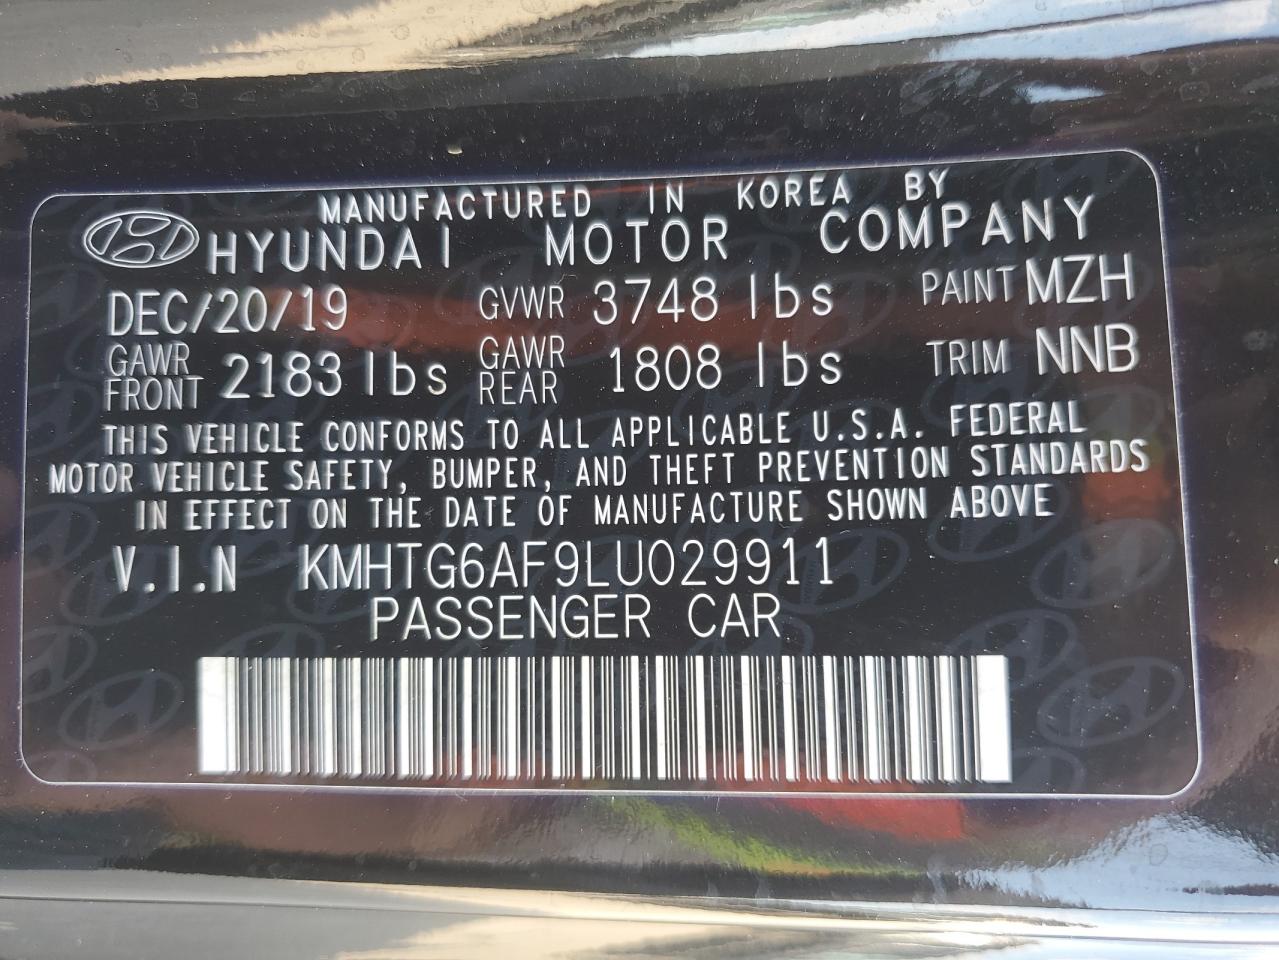 MANUFACTURED IN KOREA BY
HYUNDAI MOTOR COMPANY
DEC/20/19 GVWR 3748 lbs PAINT MZH
GAWR FRONT 2183 lbs GAWR REAR 1808 lbs TRIM NNB
THIS VEHICLE CONFORMS TO ALL APPLICABLE U.S.A. FEDERAL
MOTOR VEHICLE SAFETY, BUMPER, AND THEFT PREVENTION STANDARDS
IN EFFECT ON THE DATE OF MANUFACTURE SHOWN ABOVE
V.I.N KMHTG6AF9LU029911
PASSENGER CAR